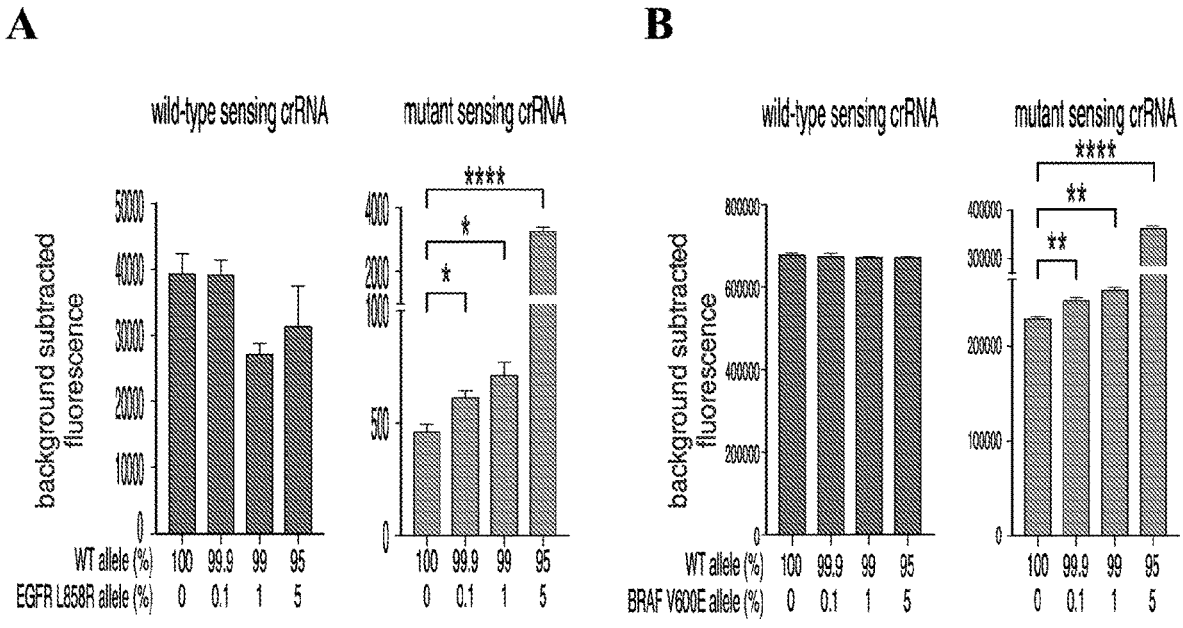 A
B
wild-type sensing crRNA
mutant sensing crRNA
wild-type sensing crRNA
mutant sensing crRNA
background subtracted
fluorescence
50000
40000
30000
20000
10000
0
4000
2000
1000
500
0
****
*
*
WT allele (%)
100 99.9 99 95
100 99.9 99 95
EGFR L858R allele (%)
0 0.1 1 5
0 0.1 1 5
background subtracted
fluorescence
800000
600000
400000
200000
0
400000
300000
200000
100000
0
****
**
**
WT allele (%)
100 99.9 99 95
100 99.9 99 95
BRAF V600E allele (%)
0 0.1 1 5
0 0.1 1 5